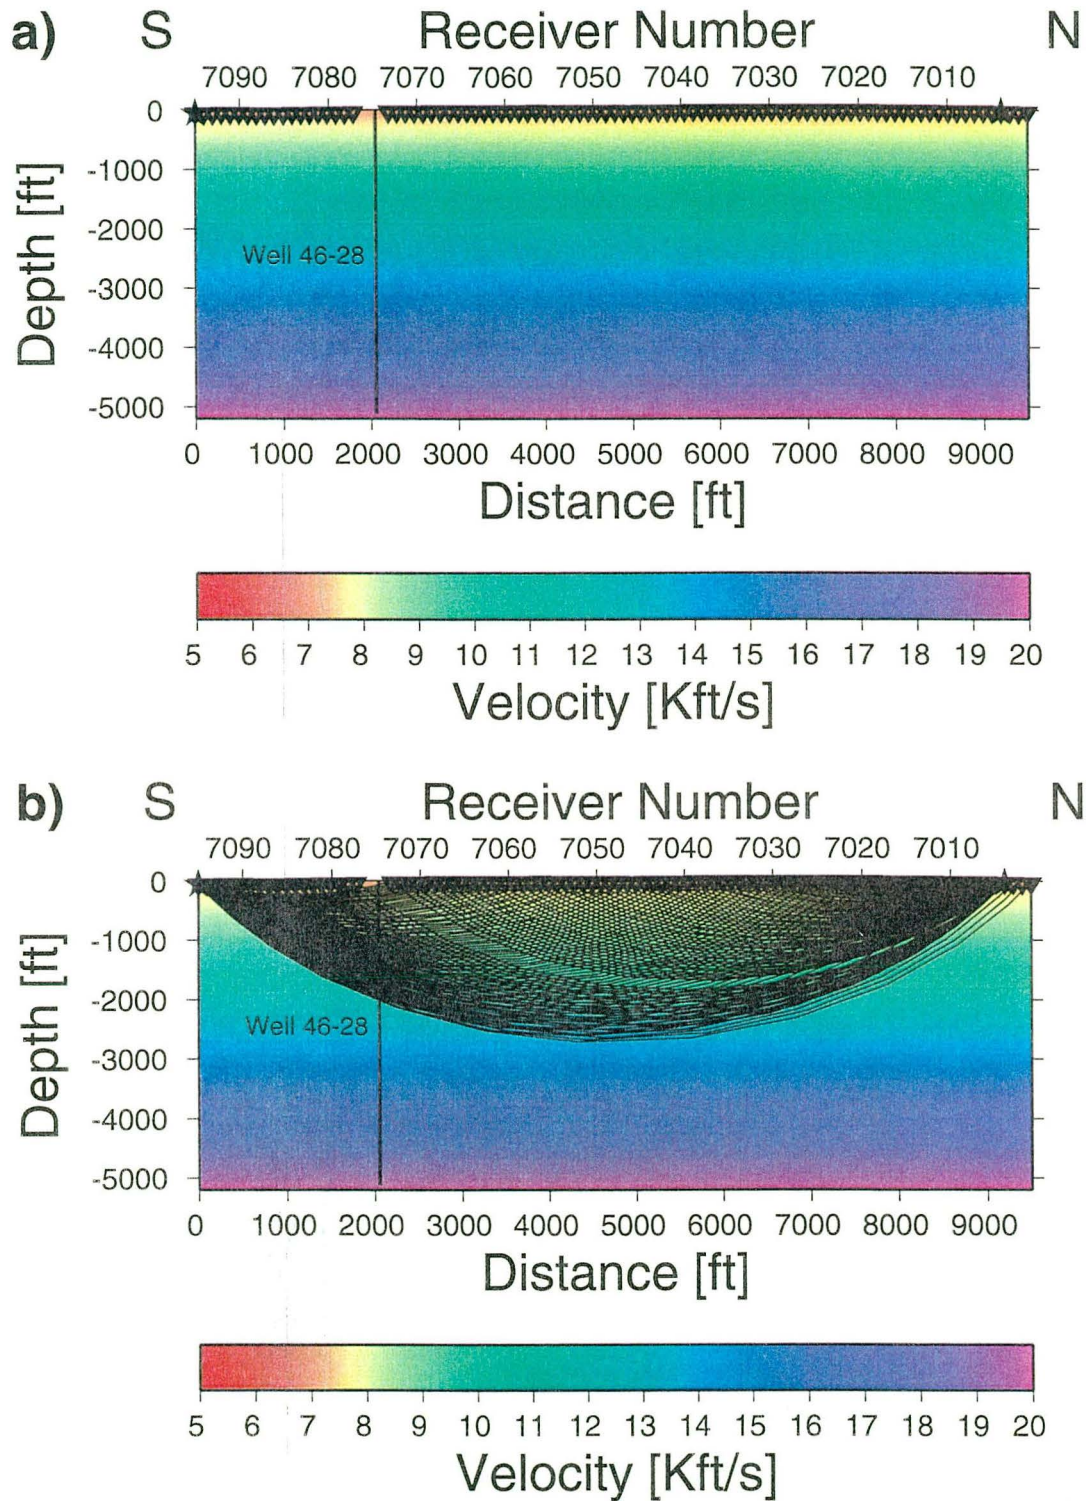 a) S Receiver Number N
7090 7080 7070 7060 7050 7040 7030 7020 7010
0
-1000
-2000
Well 46-28
-3000
-4000
-5000
Depth [ft]
0 1000 2000 3000 4000 5000 6000 7000 8000 9000
Distance [ft]
5 6 7 8 9 10 11 12 13 14 15 16 17 18 19 20
Velocity [Kft/s]
b) S Receiver Number N
7090 7080 7070 7060 7050 7040 7030 7020 7010
0
-1000
-2000
Well 46-28
-3000
-4000
-5000
Depth [ft]
0 1000 2000 3000 4000 5000 6000 7000 8000 9000
Distance [ft]
5 6 7 8 9 10 11 12 13 14 15 16 17 18 19 20
Velocity [Kft/s]